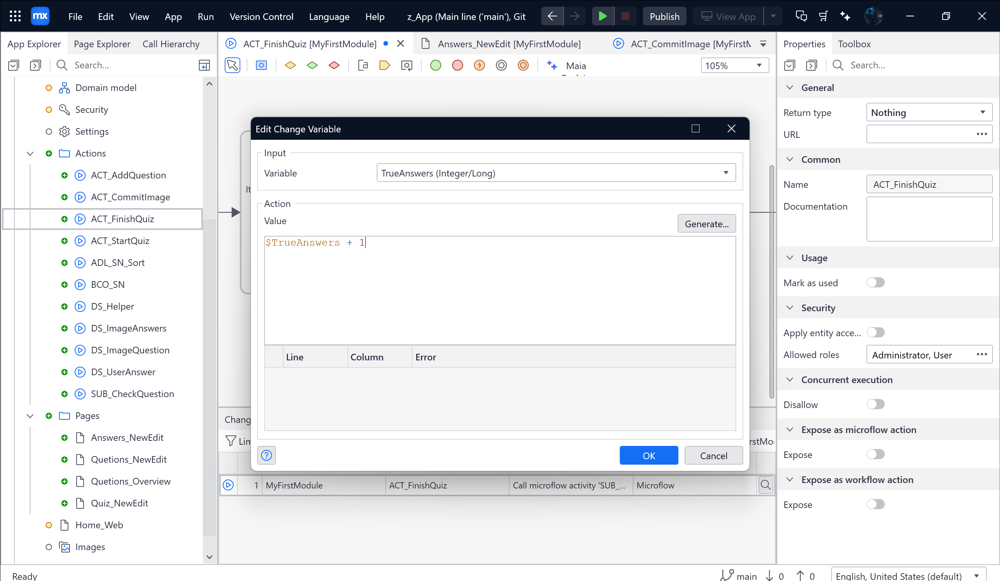 mx File Edit View App Run Version Control Language Help z_App (Main line ('main'), Git Publish View App
App Explorer Page Explorer Call Hierarchy
Search...
Domain model
Security
Settings
Actions
ACT_AddQuestion
ACT_CommitImage
ACT_FinishQuiz
ACT_StartQuiz
ADL_SN_Sort
BCO_SN
DS_Helper
DS_ImageAnswers
DS_ImageQuestion
DS_UserAnswer
SUB_CheckQuestion
Pages
Answers_NewEdit
Quetions_NewEdit
Quetions_Overview
Quiz_NewEdit
Home_Web
Images
ACT_FinishQuiz [MyFirstModule] Answers_NewEdit [MyFirstModule] ACT_CommitImage [MyFirstM
Maia 105%
It
Edit Change Variable
Input
Variable TrueAnswers (Integer/Long)
Action
Value Generate...
$TrueAnswers + 1
Line Column Error
OK Cancel
Chang
Lim rstMo
1 MyFirstModule ACT_FinishQuiz Call microflow activity 'SUB_... Microflow
Properties Toolbox
Search...
General
Return type Nothing
URL
Common
Name ACT_FinishQuiz
Documentation
Usage
Mark as used
Security
Apply entity acce...
Allowed roles Administrator, User
Concurrent execution
Disallow
Expose as microflow action
Expose
Expose as workflow action
Expose
Ready main 0 0 English, United States (default)